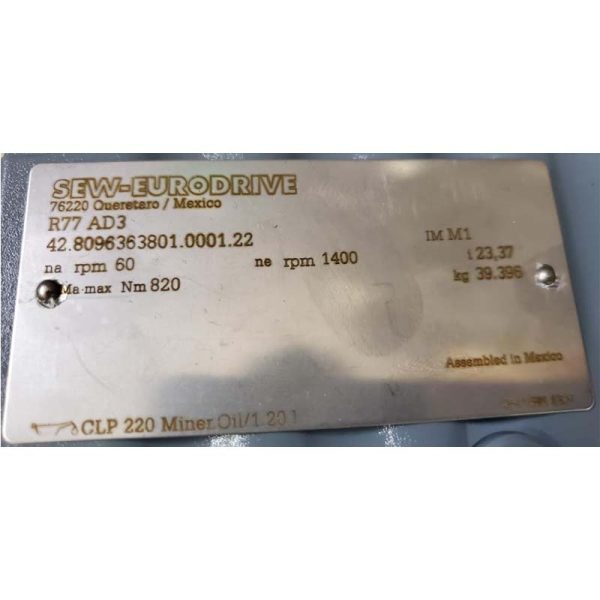 SEW-EURODRIVE
76220 Queretaro / Mexico
R77 AD3
42.8096363801.0001.22
IM M1
na rpm 60 ne rpm 1400 i 23,37
Ma max Nm 820 kg 39.396
Assembled in Mexico
CLP 220 Miner.Oil/1.20 l